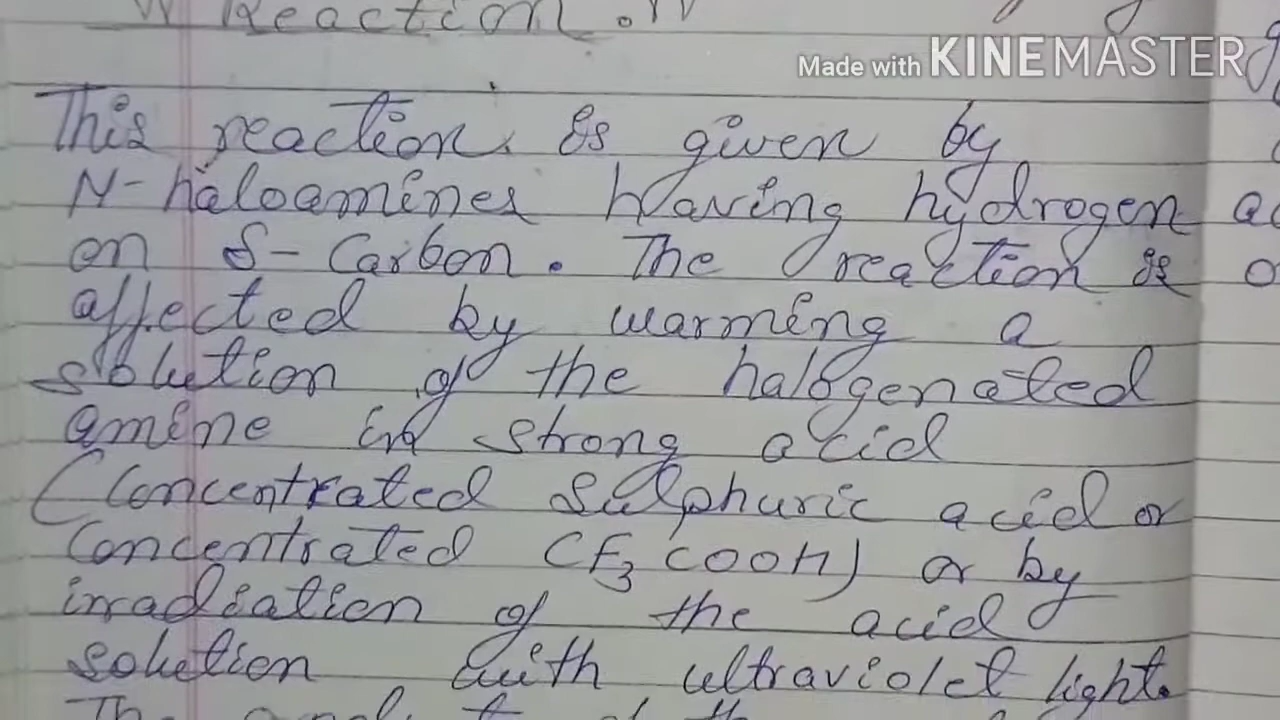 Reaction."
Made with KINEMASTER
This reaction is given by
N-haloamines having hydrogen
on δ-Carbon. The reaction is
affected by warming a
solution of the halogenated
amine in strong acid
(Concentrated Sulphuric acid or
Concentrated CF3COOH) or by
irradiation of the acid
solution with ultraviolet light.